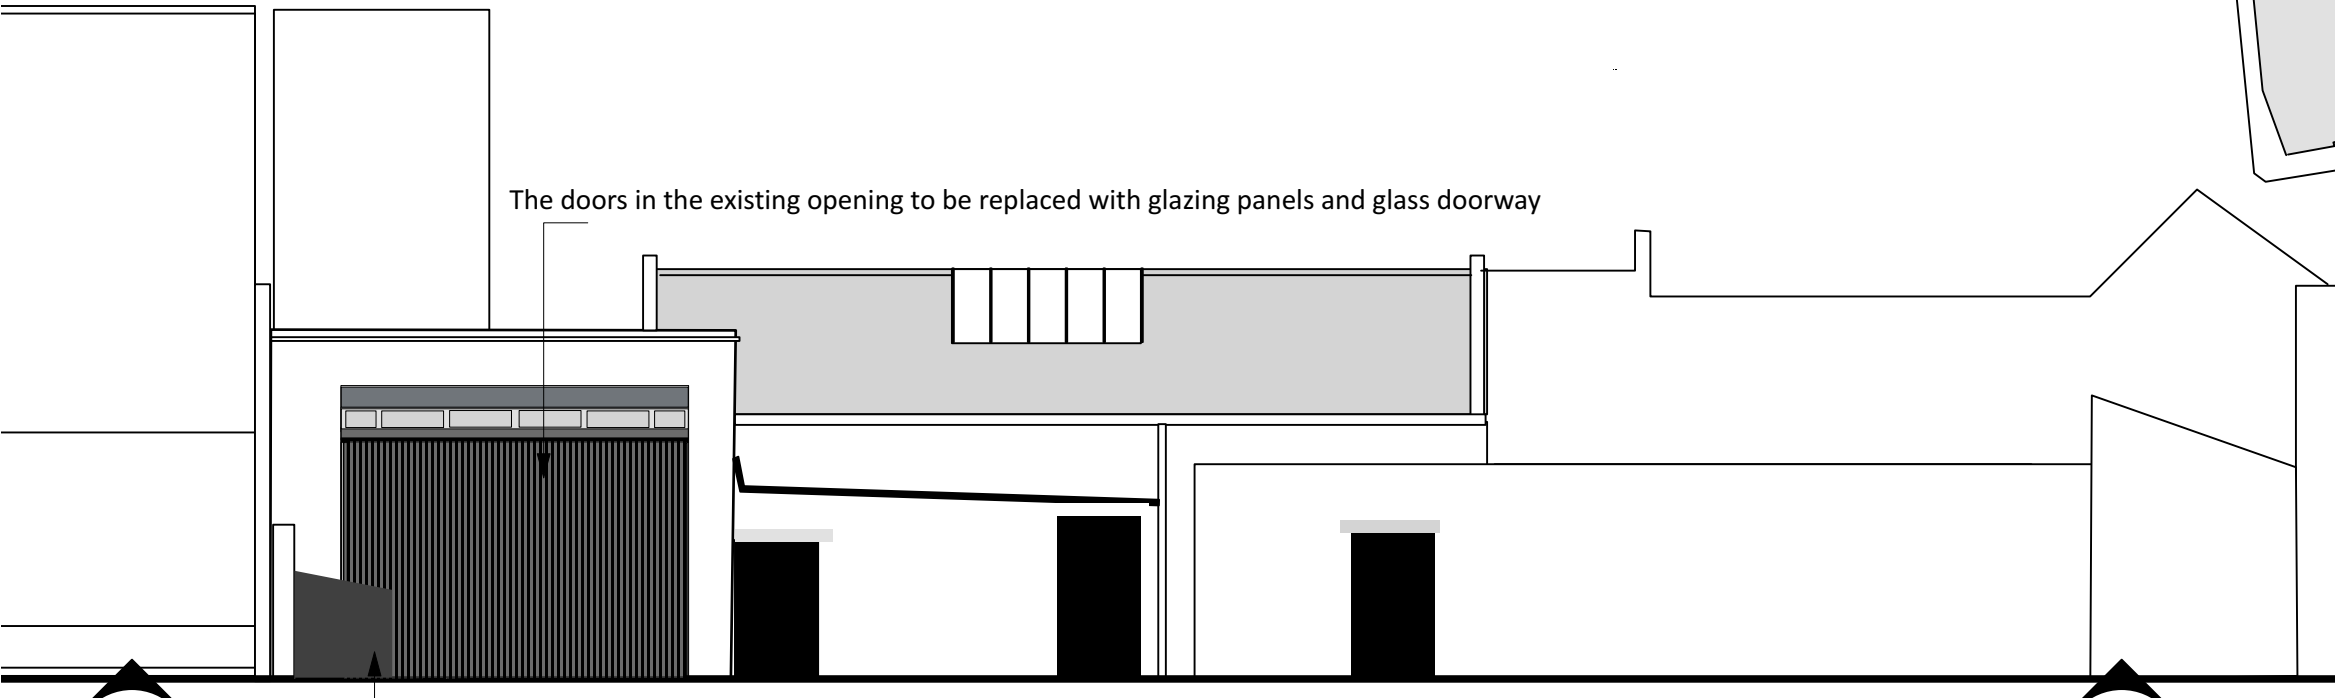 The doors in the existing opening to be replaced with glazing panels and glass doorway